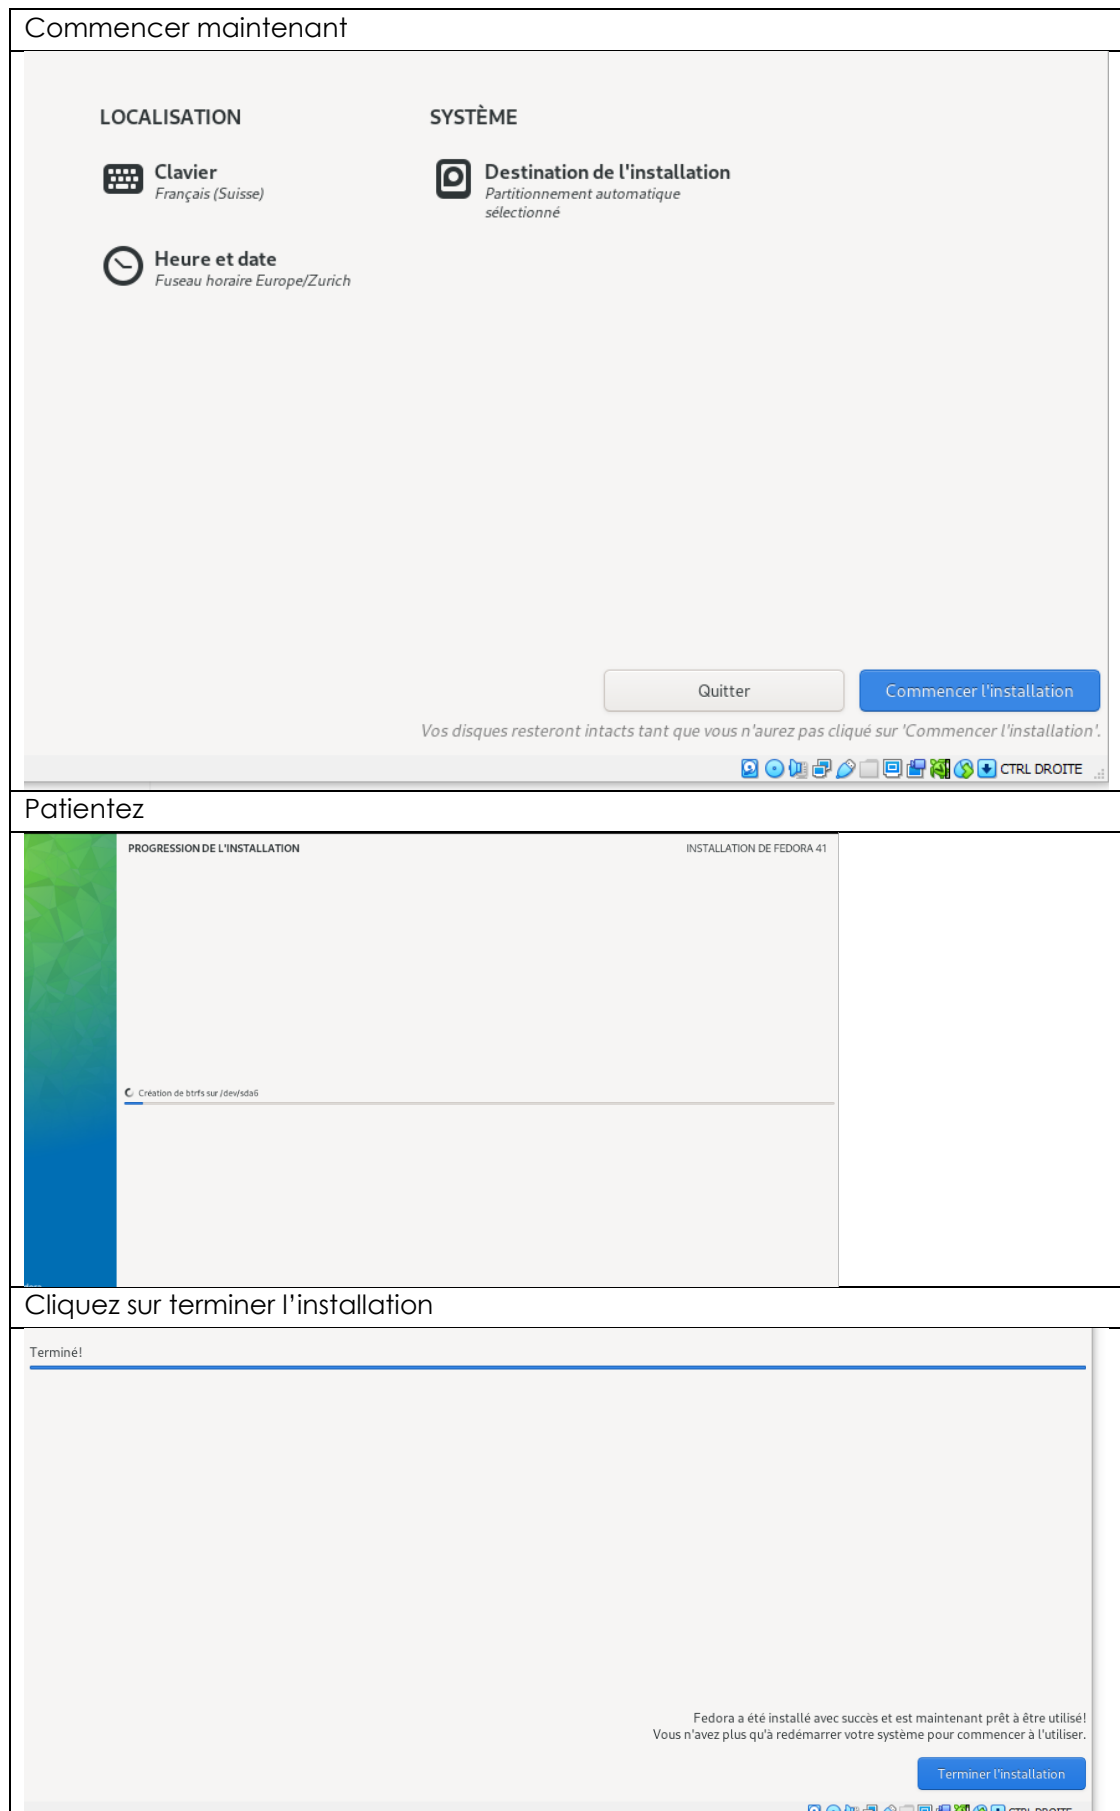 Commencer maintenant
LOCALISATION
SYSTÈME
Clavier
Français (Suisse)
Destination de l'installation
Partitionnement automatique
sélectionné
Heure et date
Fuseau horaire Europe/Zurich
Quitter
Commencer l'installation
Vos disques resteront intacts tant que vous n'aurez pas cliqué sur 'Commencer l'installation'.
CTRL DROITE
Patientez
PROGRESSION DE L'INSTALLATION
INSTALLATION DE FEDORA 41
Création de btrfs sur /dev/sda6
Cliquez sur terminer l’installation
Terminé!
Fedora a été installé avec succès et est maintenant prêt à être utilisé!
Vous n'avez plus qu'à redémarrer votre système pour commencer à l'utiliser.
Terminer l'installation
CTRL DROITE